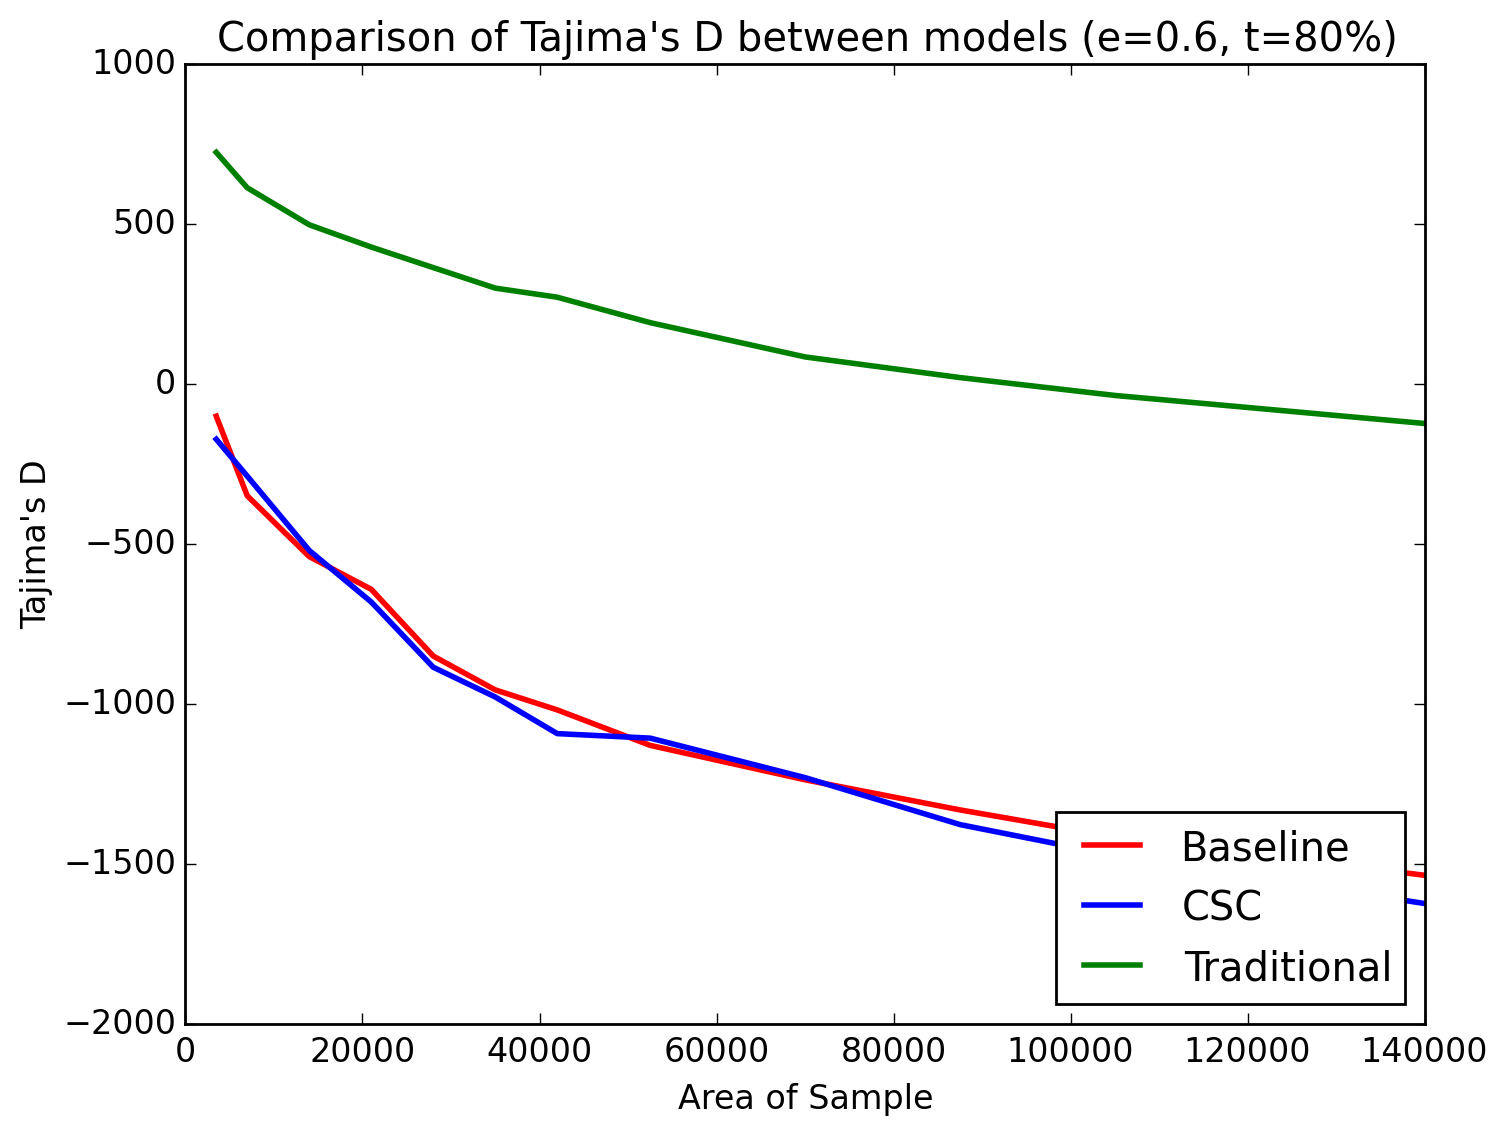 Comparison of Tajima's D between models (e=0.6, t=80%)
1000
500
0
−500
−1000
−1500
−2000
Tajima's D
0 20000 40000 60000 80000 100000 120000 140000
Area of Sample
Baseline
CSC
Traditional